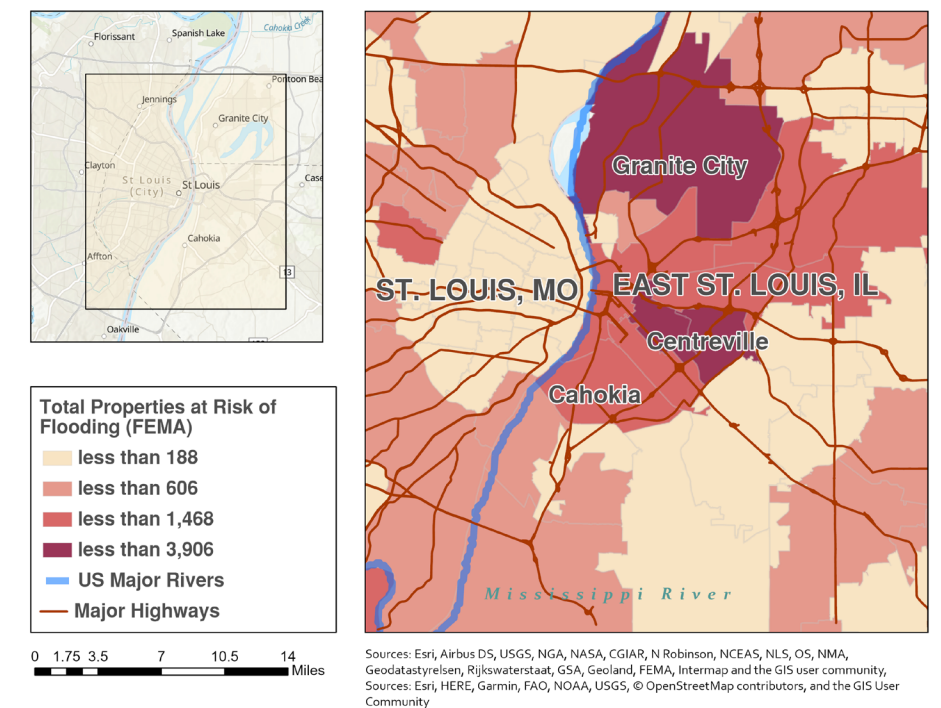 Florissant
Spanish Lake
Cahokia Creek
Pontoon Bea
Jennings
Granite City
Clayton
St Louis
(City)
St Louis
Case
Cahokia
Affton
13
Oakville
Granite City
ST. LOUIS, MO
EAST ST. LOUIS, IL
Centreville
Cahokia
Mississippi River
Total Properties at Risk of
Flooding (FEMA)
less than 188
less than 606
less than 1,468
less than 3,906
US Major Rivers
Major Highways
0 1.75 3.5 7 10.5 14
Miles
Sources: Esri, Airbus DS, USGS, NGA, NASA, CGIAR, N Robinson, NCEAS, NLS, OS, NMA,
Geodatastyrelsen, Rijkswaterstaat, GSA, Geoland, FEMA, Intermap and the GIS user community,
Sources: Esri, HERE, Garmin, FAO, NOAA, USGS, © OpenStreetMap contributors, and the GIS User
Community